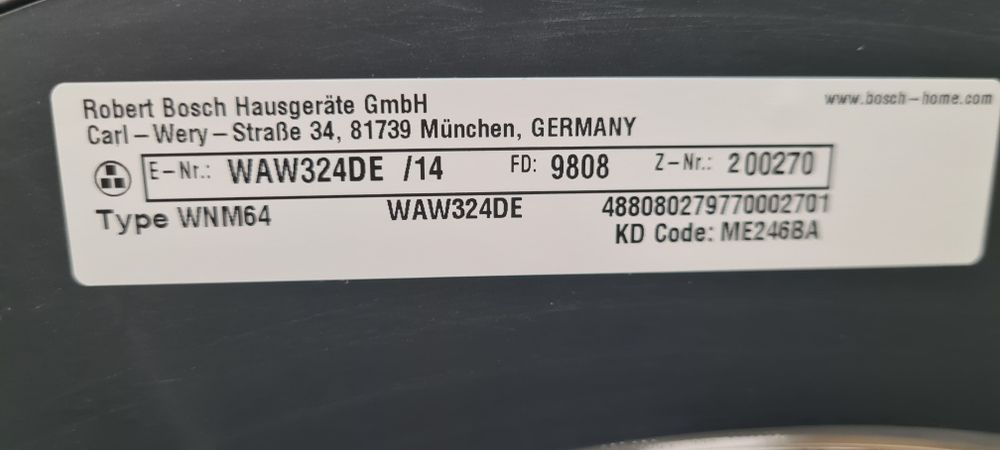 Robert Bosch Hausgeräte GmbH
www.bosch-home.com
Carl-Wery-Straße 34, 81739 München, GERMANY
E-Nr.: WAW324DE /14 FD: 9808 Z-Nr.: 200270
Type WNM64 WAW324DE 488080279770002701
KD Code: ME246BA